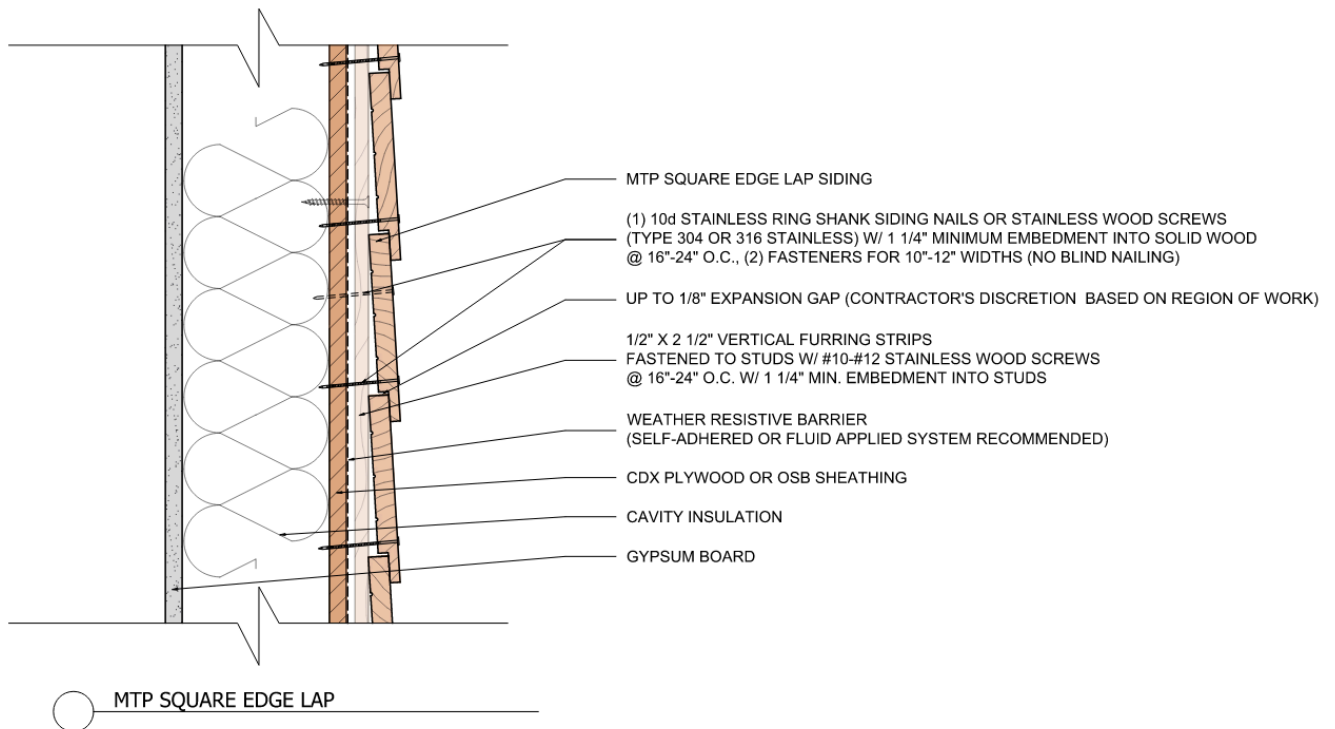 MTP SQUARE EDGE LAP SIDING
(1) 10d STAINLESS RING SHANK SIDING NAILS OR STAINLESS WOOD SCREWS
(TYPE 304 OR 316 STAINLESS) W/ 1 1/4" MINIMUM EMBEDMENT INTO SOLID WOOD
@ 16"-24" O.C., (2) FASTENERS FOR 10"-12" WIDTHS (NO BLIND NAILING)
UP TO 1/8" EXPANSION GAP (CONTRACTOR'S DISCRETION BASED ON REGION OF WORK)
1/2" X 2 1/2" VERTICAL FURRING STRIPS
FASTENED TO STUDS W/ #10-#12 STAINLESS WOOD SCREWS
@ 16"-24" O.C. W/ 1 1/4" MIN. EMBEDMENT INTO STUDS
WEATHER RESISTIVE BARRIER
(SELF-ADHERED OR FLUID APPLIED SYSTEM RECOMMENDED)
CDX PLYWOOD OR OSB SHEATHING
CAVITY INSULATION
GYPSUM BOARD
MTP SQUARE EDGE LAP